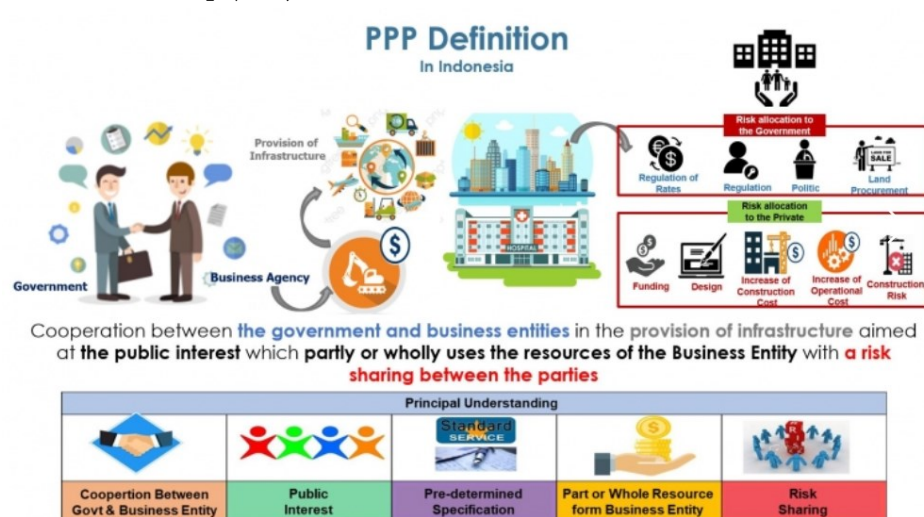 PPP Definition
In Indonesia
Provision of
Infrastructure
Government
Business Agency
HOSPITAL
Risk allocation to
the Government
Regulation of
Rates
Regulation
Politic
SALE
Land
Procurement
Risk allocation
to the Private
Funding
Design
Increase of
Construction
Cost
Increase of
Operational
Cost
Construction
Risk
Cooperation between the government and business entities in the provision of infrastructure aimed
at the public interest which partly or wholly uses the resources of the Business Entity with a risk
sharing between the parties
Principal Understanding
Standard
SERVICE
Coopertion Between
Govt & Business Entity
Public
Interest
Pre-determined
Specification
Part or Whole Resource
form Business Entity
Risk
Sharing